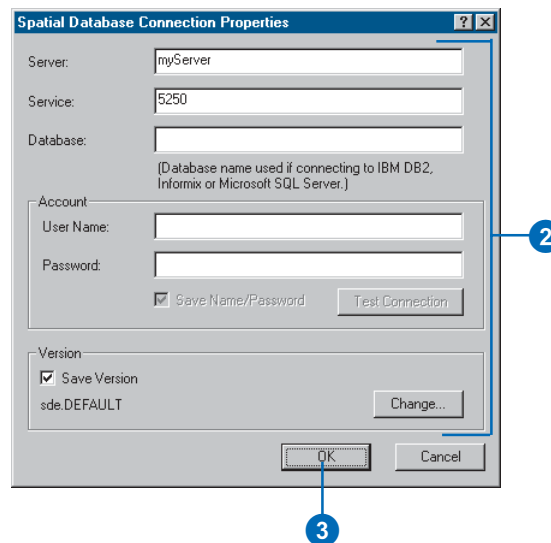 Spatial Database Connection Properties
Server: myServer
Service: 5250
Database:
(Database name used if connecting to IBM DB2,
Informix or Microsoft SQL Server.)
Account
User Name:
Password:
Save Name/Password Test Connection
2
Version
Save Version
sde.DEFAULT Change...
OK Cancel
3